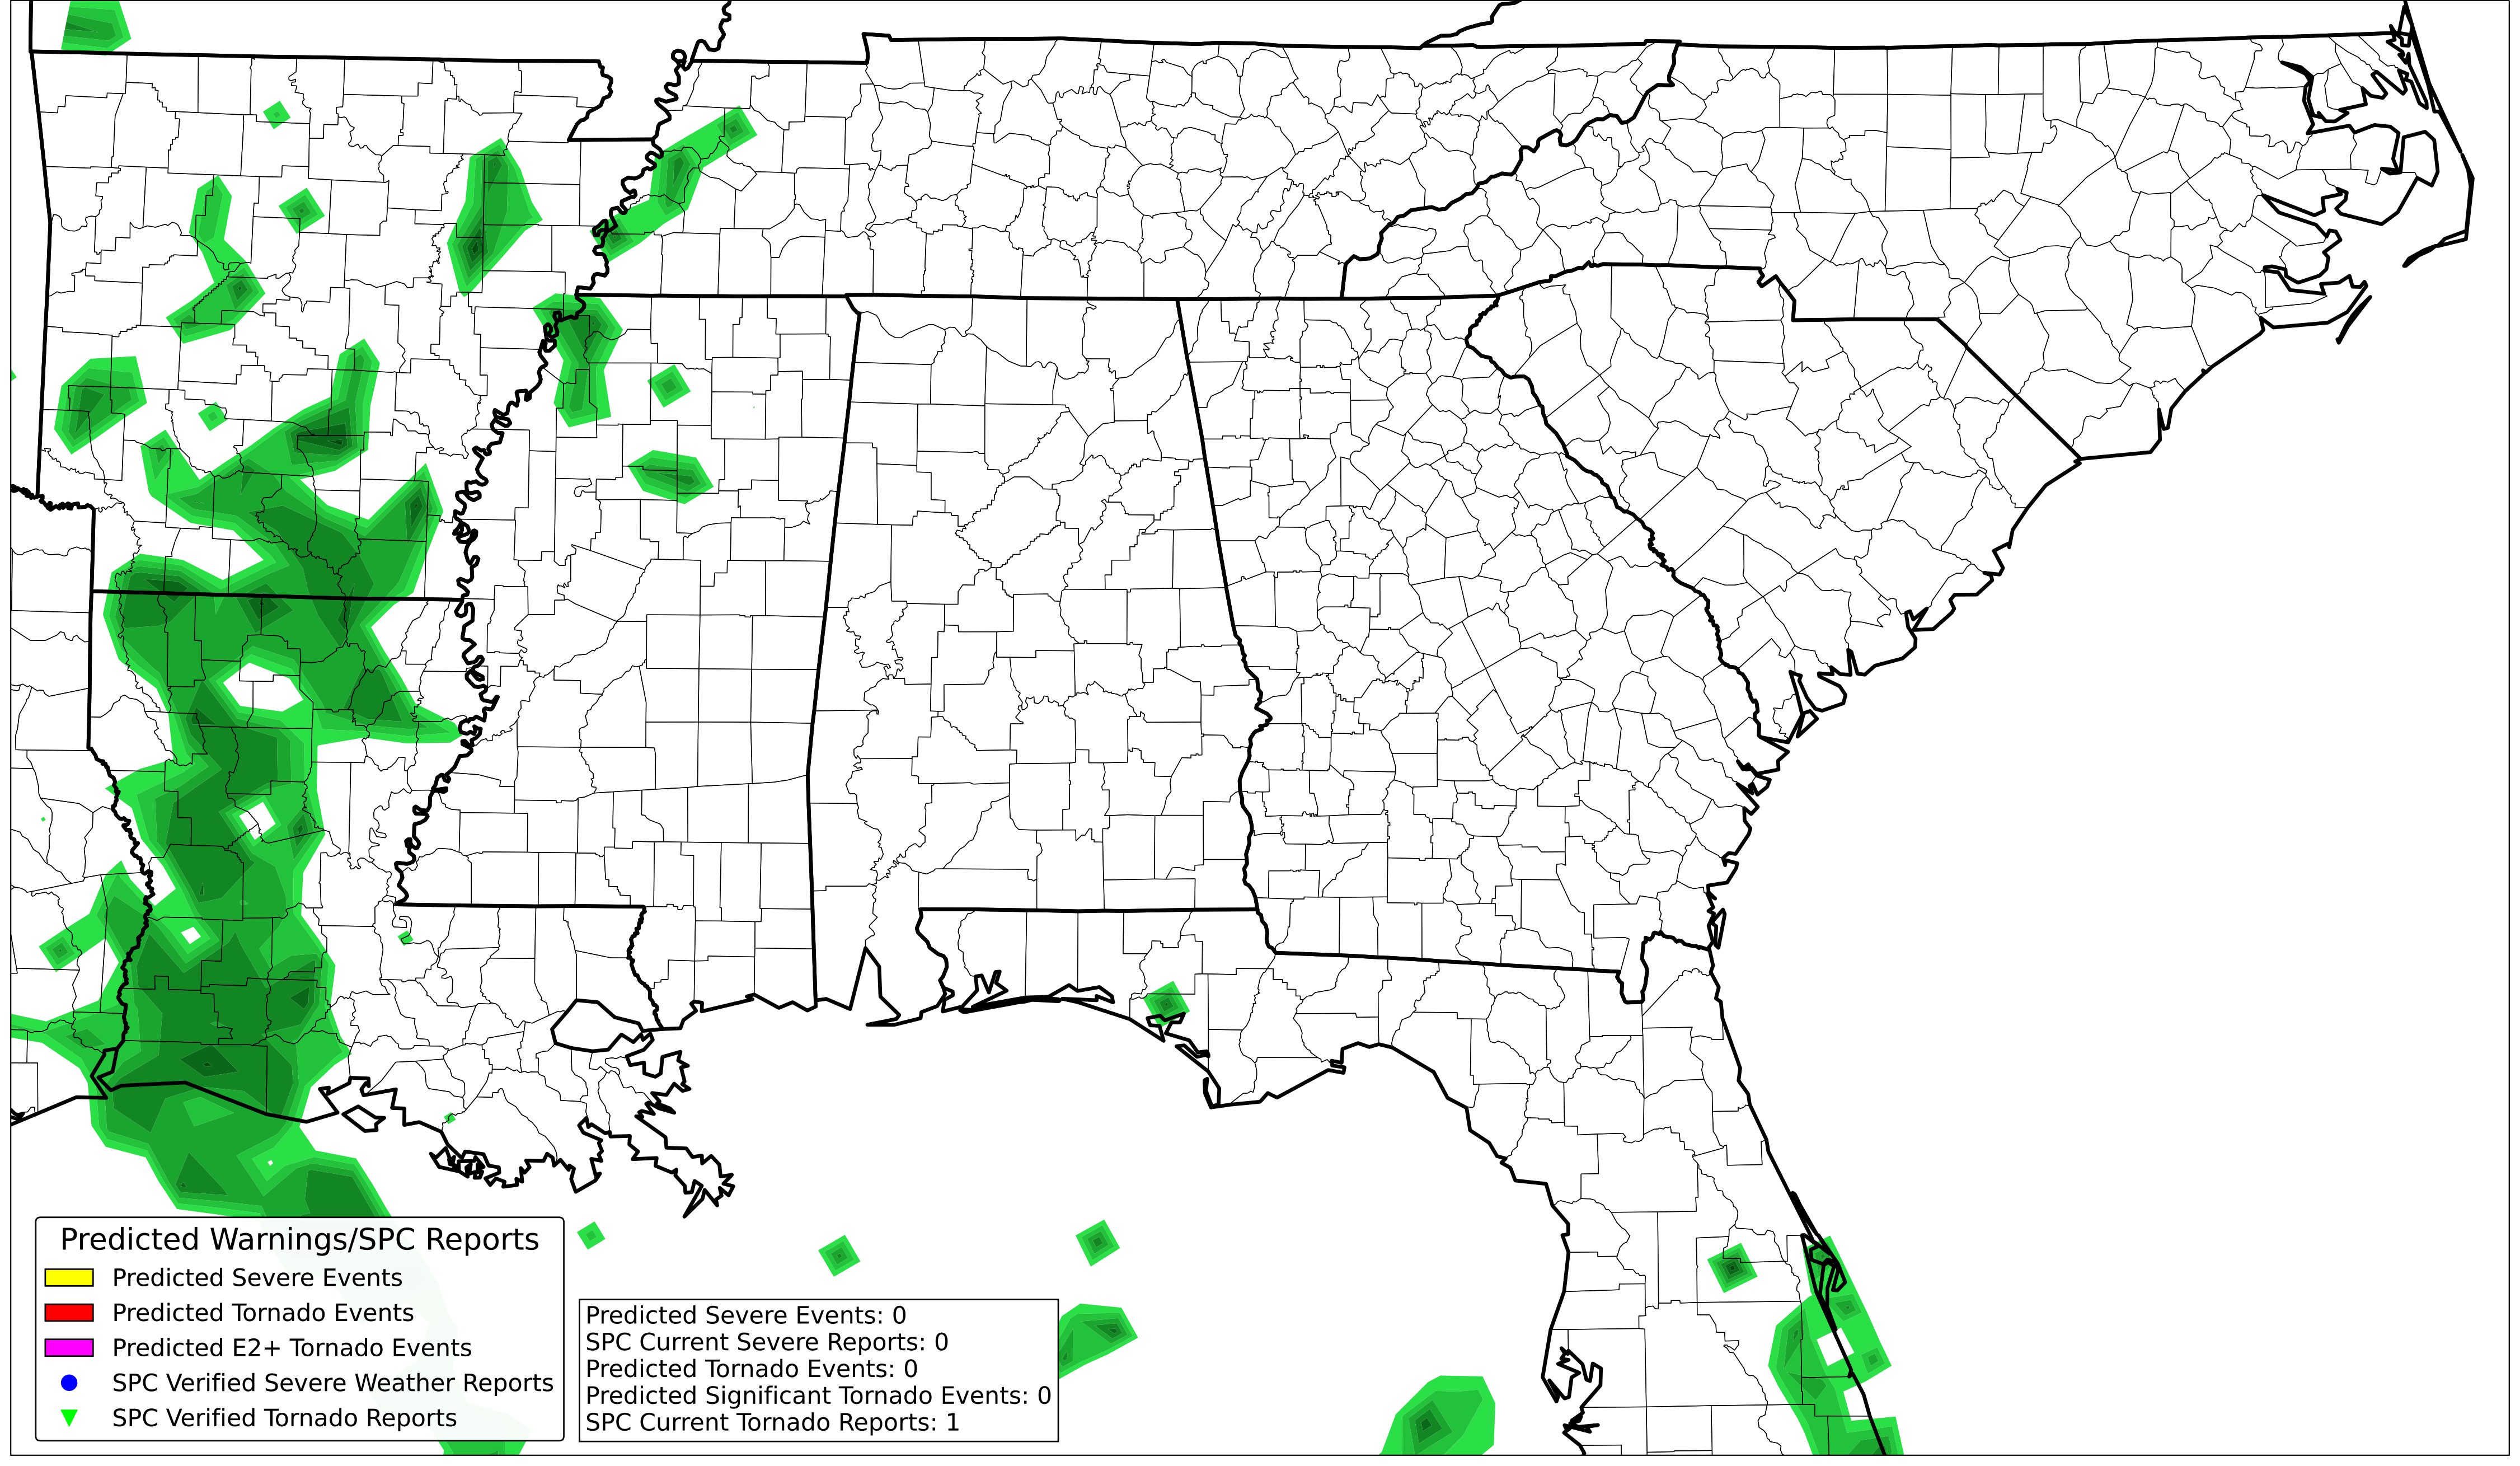 Predicted Warnings/SPC Reports
Predicted Severe Events
Predicted Tornado Events
Predicted E2+ Tornado Events
SPC Verified Severe Weather Reports
SPC Verified Tornado Reports
Predicted Severe Events: 0
SPC Current Severe Reports: 0
Predicted Tornado Events: 0
Predicted Significant Tornado Events: 0
SPC Current Tornado Reports: 1